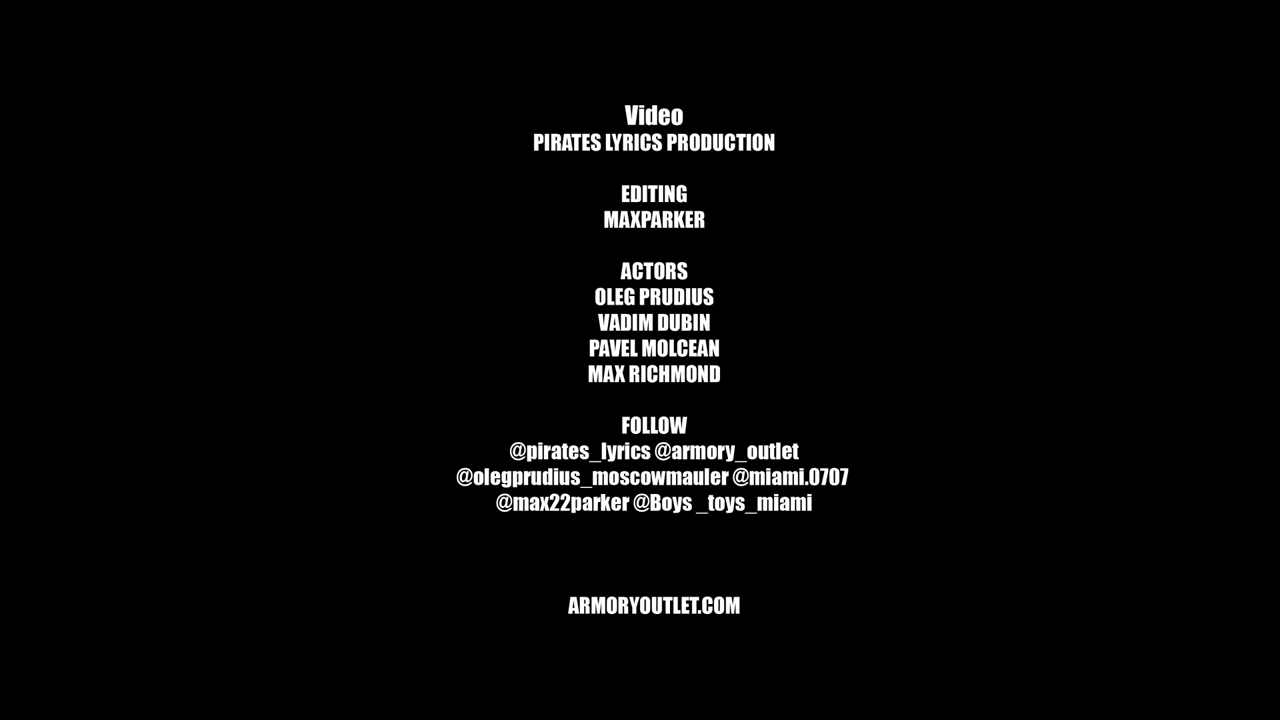 Video
PIRATES LYRICS PRODUCTION
EDITING
MAXPARKER
ACTORS
OLEG PRUDIUS
VADIM DUBIN
PAVEL MOLCEAN
MAX RICHMOND
FOLLOW
@pirates_lyrics @armory_outlet
@olegprudius_moscowmauler @miami.0707
@max22parker @Boys _toys_miami
ARMORYOUTLET.COM